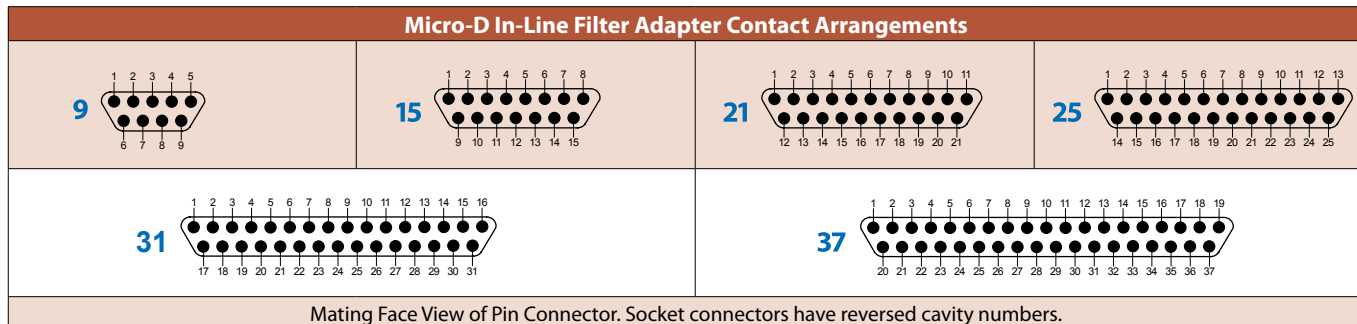 Micro-D In-Line Filter Adapter Contact Arrangements
1 2 3 4 5
9
6 7 8 9
1 2 3 4 5 6 7 8
15
9 10 11 12 13 14 15
1 2 3 4 5 6 7 8 9 10 11
21
12 13 14 15 16 17 18 19 20 21
1 2 3 4 5 6 7 8 9 10 11 12 13
25
14 15 16 17 18 19 20 21 22 23 24 25
1 2 3 4 5 6 7 8 9 10 11 12 13 14 15 16
31
17 18 19 20 21 22 23 24 25 26 27 28 29 30 31
1 2 3 4 5 6 7 8 9 10 11 12 13 14 15 16 17 18 19
37
20 21 22 23 24 25 26 27 28 29 30 31 32 33 34 35 36 37
Mating Face View of Pin Connector. Socket connectors have reversed cavity numbers.